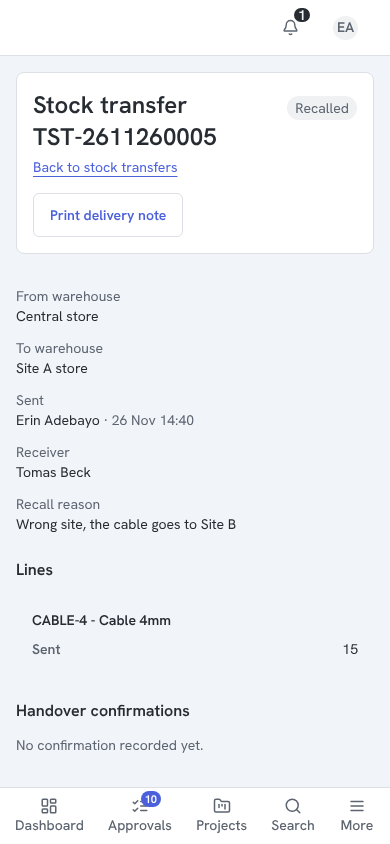 1
EA
Stock transfer
TST-2611260005
Recalled
Back to stock transfers
Print delivery note
From warehouse
Central store
To warehouse
Site A store
Sent
Erin Adebayo · 26 Nov 14:40
Receiver
Tomas Beck
Recall reason
Wrong site, the cable goes to Site B
Lines
CABLE-4 - Cable 4mm
Sent 15
Handover confirmations
No confirmation recorded yet.
10
Dashboard Approvals Projects Search More